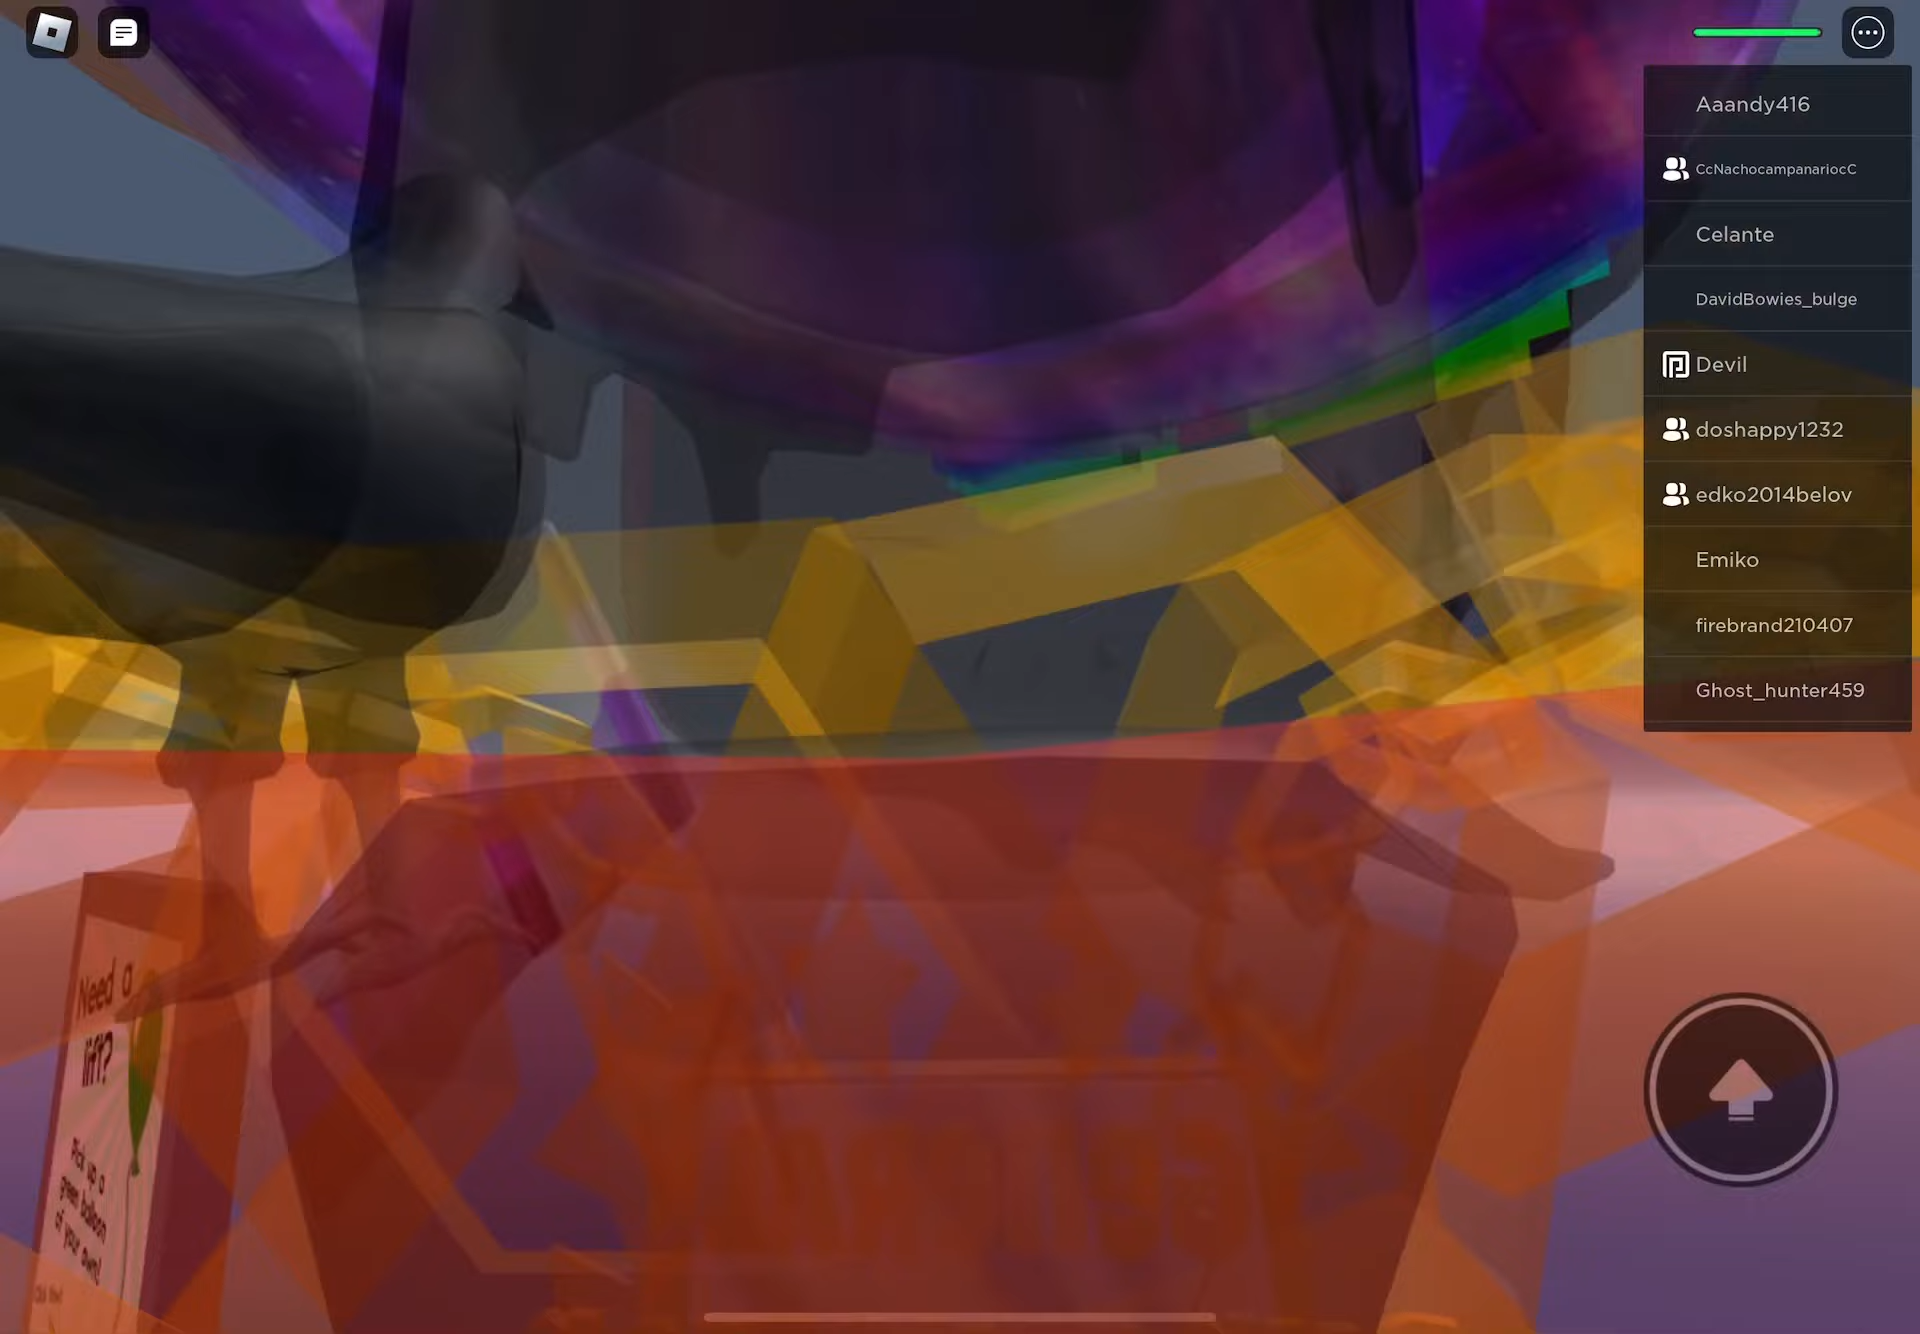 Aaandy416
CcNachocampanariocC
Celante
DavidBowies_bulge
Devil
doshappy1232
edko2014belov
Emiko
firebrand210407
Ghost_hunter459
Need a
lift?
Pick up a
green balloon
of your own!